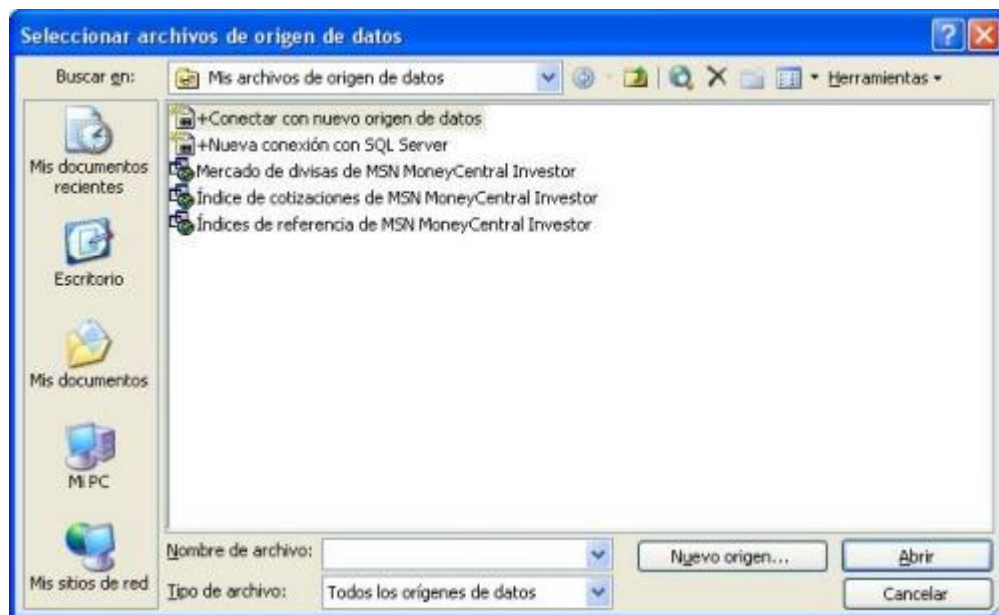 Seleccionar archivos de origen de datos
Buscar en: Mis archivos de origen de datos Herramientas
Mis documentos recientes
Escritorio
Mis documentos
Mi PC
Mis sitios de red
+Conectar con nuevo origen de datos
+Nueva conexión con SQL Server
Mercado de divisas de MSN MoneyCentral Investor
Índice de cotizaciones de MSN MoneyCentral Investor
Índices de referencia de MSN MoneyCentral Investor
Nombre de archivo: Nuevo origen... Abrir
Tipo de archivo: Todos los orígenes de datos Cancelar